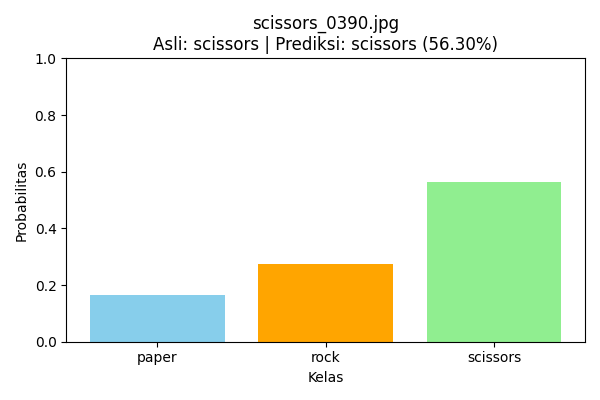 scissors_0390.jpg
Asli: scissors | Prediksi: scissors (56.30%)
1.0
0.8
0.6
0.4
0.2
0.0
Probabilitas
paper
rock
scissors
Kelas